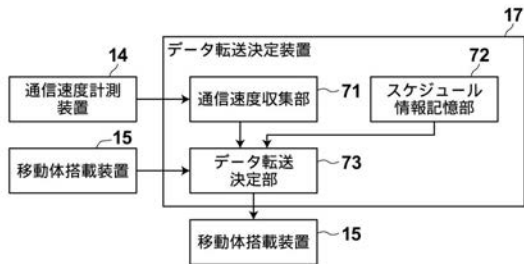 17
データ転送決定装置
14
通信速度計測
装置
71
通信速度収集部
72
スケジュール
情報記憶部
15
移動体搭載装置
73
データ転送
決定部
15
移動体搭載装置